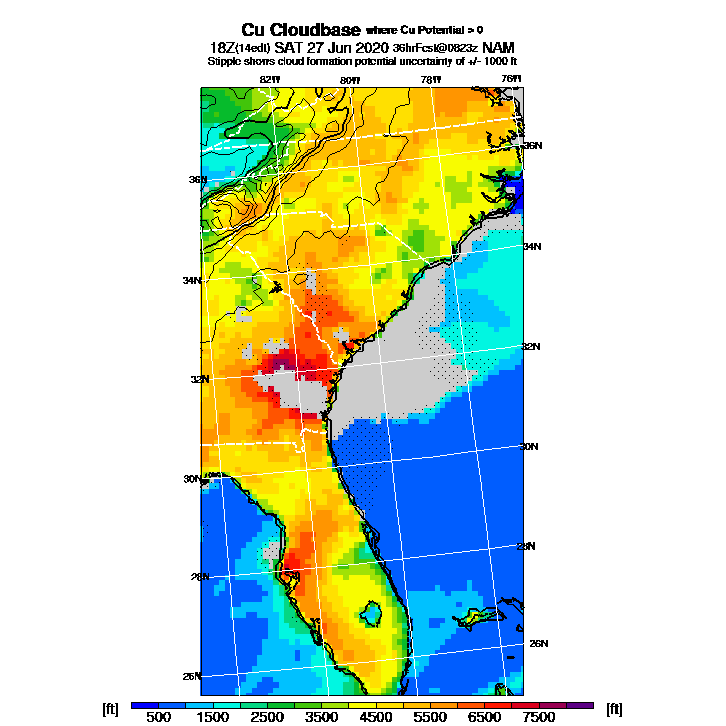 Cu Cloudbase where Cu Potential > 0
18Z(14edt) SAT 27 Jun 2020 36hrFcst@0823z NAM
Stipple shows cloud formation potential uncertainty of +/- 1000 ft
82W 80W 78W 76W
36N
36N
34N
34N
32N
32N
30N
30N
28N
28N
26N
26N
[ft] 500 1500 2500 3500 4500 5500 6500 7500 [ft]